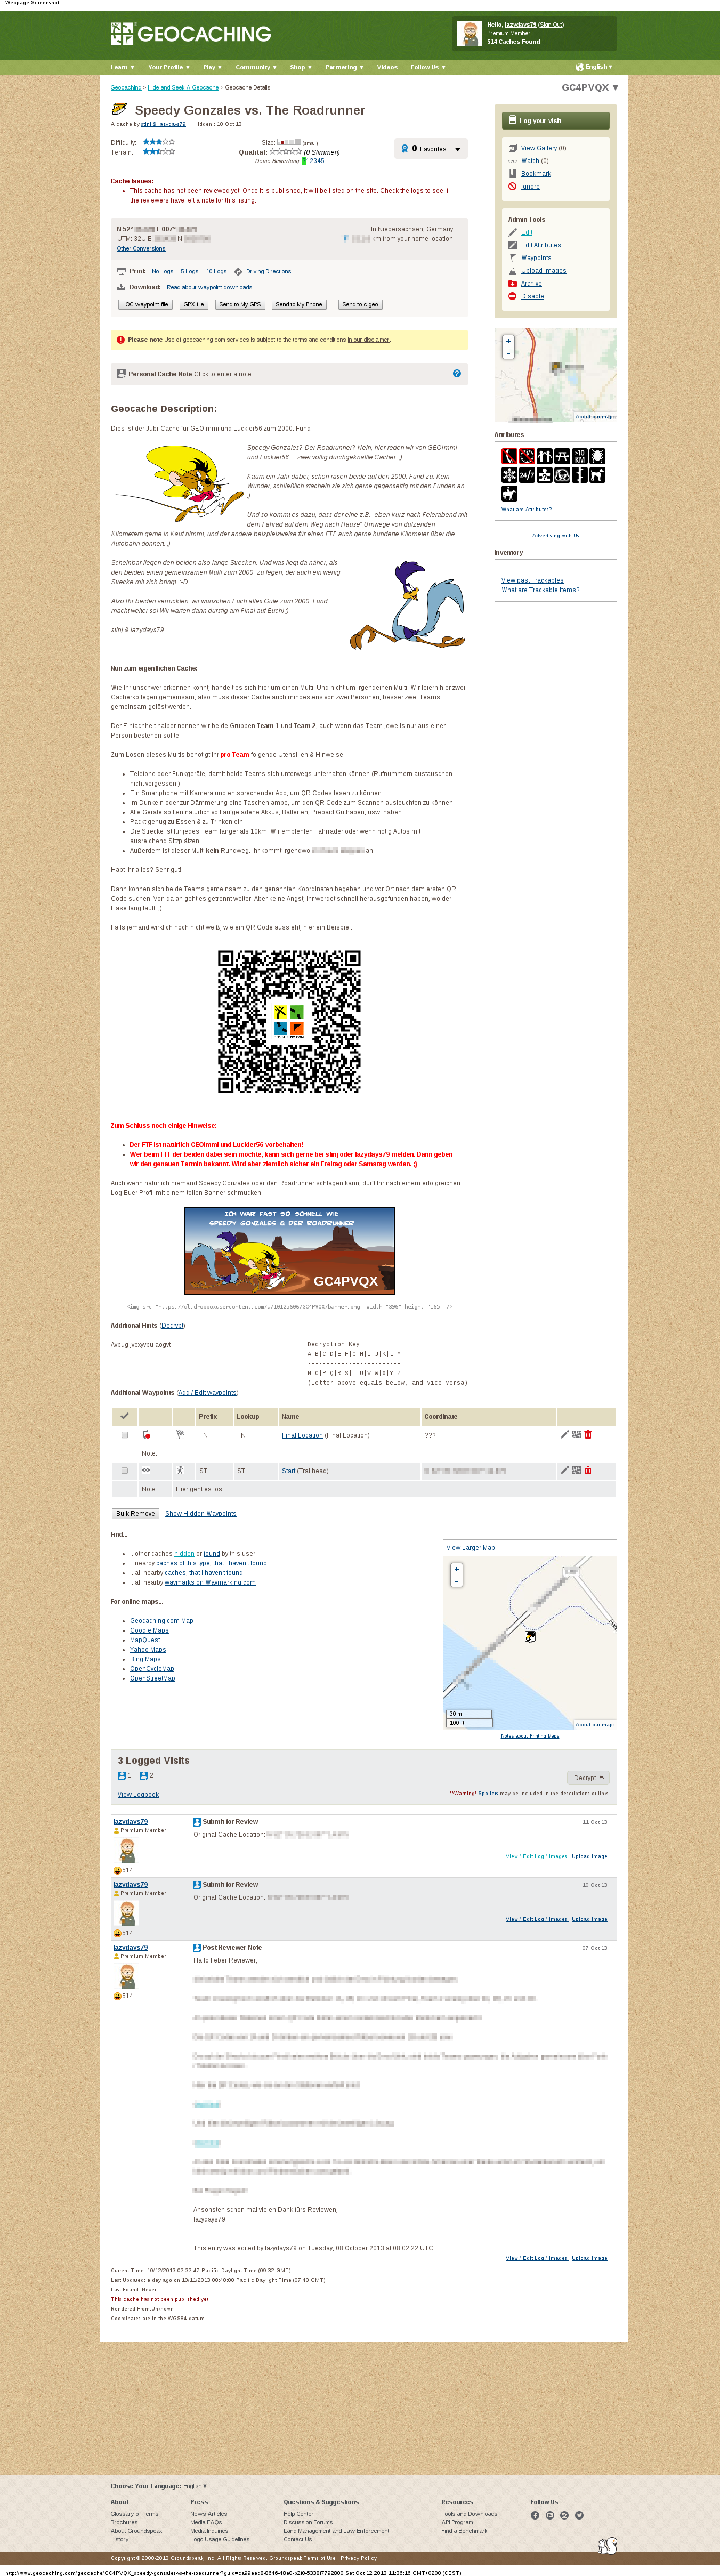 Webpage Screenshot
GEOCACHING
Hello, lazydays79 (Sign Out)
Premium Member
514 Caches Found
Learn ▼ Your Profile ▼ Play ▼ Community ▼ Shop ▼ Partnering ▼ Videos Follow Us ▼ English ▼
Geocaching > Hide and Seek A Geocache > Geocache Details
GC4PVQX ▼
Speedy Gonzales vs. The Roadrunner
A cache by stinj & lazydays79 Hidden : 10 Oct 13
Difficulty:
Terrain:
Size: (small)
Qualität: (0 Stimmen)
Deine Bewertung: 12345
0 Favorites
Cache Issues:
This cache has not been reviewed yet. Once it is published, it will be listed on the site. Check the logs to see if
the reviewers have left a note for this listing.
N 52° E 007°
UTM: 32U E N
Other Conversions
In Niedersachsen, Germany
km from your home location
Print: No Logs 5 Logs 10 Logs Driving Directions
Download: Read about waypoint downloads
LOC waypoint file GPX file Send to My GPS Send to My Phone | Send to c:geo
Please note Use of geocaching.com services is subject to the terms and conditions in our disclaimer.
Personal Cache Note Click to enter a note
Log your visit
View Gallery (0)
Watch (0)
Bookmark
Ignore
Admin Tools
Edit
Edit Attributes
Waypoints
Upload Images
Archive
Disable
+
-
About our maps
Attributes
>10 KM
24/7
What are Attributes?
Advertising with Us
Inventory
View past Trackables
What are Trackable Items?
Geocache Description:
Dies ist der Jubi-Cache für GEOImmi und Luckier56 zum 2000. Fund
Speedy Gonzales? Der Roadrunner? Nein, hier reden wir von GEOImmi
und Luckier56 ... zwei völlig durchgeknallte Cacher. ;)
Kaum ein Jahr dabei, schon rasen beide auf den 2000. Fund zu. Kein
Wunder, schließlich stacheln sie sich gerne gegenseitig mit den Funden an.
;)
Und so kommt es dazu, dass der eine z.B. "eben kurz nach Feierabend mit
dem Fahrad auf dem Weg nach Hause" Umwege von dutzenden
Kilometern gerne in Kauf nimmt, und der andere beispielsweise für einen FTF auch gerne hunderte Kilometer über die
Autobahn donnert. ;)
Scheinbar liegen den beiden also lange Strecken. Und was liegt da näher, als
den beiden einen gemeinsamen Multi zum 2000. zu legen, der auch ein wenig
Strecke mit sich bringt. :-D
Also Ihr beiden verrückten, wir wünschen Euch alles Gute zum 2000. Fund,
macht weiter so! Wir warten dann durstig am Final auf Euch! ;)
stinj & lazydays79
Nun zum eigentlichen Cache:
Wie Ihr unschwer erkennen könnt, handelt es sich hier um einen Multi. Und nicht um irgendeinen Multi! Wir feiern hier zwei
Cacherkollegen gemeinsam, also muss dieser Cache auch mindestens von zwei Personen, besser zwei Teams
gemeinsam gelöst werden.
Der Einfachheit halber nennen wir beide Gruppen Team 1 und Team 2, auch wenn das Team jeweils nur aus einer
Person bestehen sollte.
Zum Lösen dieses Multis benötigt Ihr pro Team folgende Utensilien & Hinweise:
Telefone oder Funkgeräte, damit beide Teams sich unterwegs unterhalten können (Rufnummern austauschen
nicht vergessen!)
Ein Smartphone mit Kamera und entsprechender App, um QR Codes lesen zu können.
Im Dunkeln oder zur Dämmerung eine Taschenlampe, um den QR Code zum Scannen ausleuchten zu können.
Alle Geräte sollten natürlich voll aufgeladene Akkus, Batterien, Prepaid Guthaben, usw. haben.
Packt genug zu Essen & zu Trinken ein!
Die Strecke ist für jedes Team länger als 10km! Wir empfehlen Fahrräder oder wenn nötig Autos mit
ausreichend Sitzplätzen.
Außerdem ist dieser Multi kein Rundweg. Ihr kommt irgendwo an!
Habt Ihr alles? Sehr gut!
Dann können sich beide Teams gemeinsam zu den genannten Koordinaten begeben und vor Ort nach dem ersten QR
Code suchen. Von da an geht es getrennt weiter. Aber keine Angst, Ihr werdet schnell herausgefunden haben, wo der
Hase lang läuft. ;)
Falls jemand wirklich noch nicht weiß, wie ein QR Code aussieht, hier ein Beispiel:
Zum Schluss noch einige Hinweise:
Der FTF ist natürlich GEOImmi und Luckier56 vorbehalten!
Wer beim FTF der beiden dabei sein möchte, kann sich gerne bei stinj oder lazydays79 melden. Dann geben
wir den genauen Termin bekannt. Wird aber ziemlich sicher ein Freitag oder Samstag werden. ;)
Auch wenn natürlich niemand Speedy Gonzales oder den Roadrunner schlagen kann, dürft Ihr nach einem erfolgreichen
Log Euer Profil mit einem tollen Banner schmücken:
ICH WAR FAST SO SCHNELL WIE
SPEEDY GONZALES & DER ROADRUNNER
GC4PVQX
<img src="https://dl.dropboxusercontent.com/u/10125606/GC4PVQX/banner.png" width="396" height="165" />
Additional Hints (Decrypt)
Avpug jvexyvpu aögvt
Decryption Key
A|B|C|D|E|F|G|H|I|J|K|L|M
-------------------------
N|O|P|Q|R|S|T|U|V|W|X|Y|Z
(letter above equals below, and vice versa)
Additional Waypoints (Add / Edit waypoints)
Prefix Lookup Name Coordinate
FN FN Final Location (Final Location) ???
Note:
ST ST Start (Trailhead)
Note: Hier geht es los
Bulk Remove | Show Hidden Waypoints
Find...
...other caches hidden or found by this user
...nearby caches of this type, that I haven't found
...all nearby caches, that I haven't found
...all nearby waymarks on Waymarking.com
For online maps...
Geocaching.com Map
Google Maps
MapQuest
Yahoo Maps
Bing Maps
OpenCycleMap
OpenStreetMap
View Larger Map
+
-
30 m
100 ft
About our maps
Notes about Printing Maps
3 Logged Visits
1 2
Decrypt
View Logbook
**Warning! Spoilers may be included in the descriptions or links.
lazydays79
Premium Member
514
Submit for Review
11 Oct 13
Original Cache Location:
View / Edit Log / Images Upload Image
lazydays79
Premium Member
514
Submit for Review
10 Oct 13
Original Cache Location:
View / Edit Log / Images Upload Image
lazydays79
Premium Member
514
Post Reviewer Note
07 Oct 13
Hallo lieber Reviewer,
Ansonsten schon mal vielen Dank fürs Reviewen,
lazydays79
This entry was edited by lazydays79 on Tuesday, 08 October 2013 at 08:02:22 UTC.
View / Edit Log / Images Upload Image
Current Time: 10/12/2013 02:32:47 Pacific Daylight Time (09:32 GMT)
Last Updated: a day ago on 10/11/2013 00:40:00 Pacific Daylight Time (07:40 GMT)
Last Found: Never
This cache has not been published yet.
Rendered From:Unknown
Coordinates are in the WGS84 datum
Choose Your Language: English ▾
About
Glossary of Terms
Brochures
About Groundspeak
History
Press
News Articles
Media FAQs
Media Inquiries
Logo Usage Guidelines
Questions & Suggestions
Help Center
Discussion Forums
Land Management and Law Enforcement
Contact Us
Resources
Tools and Downloads
API Program
Find a Benchmark
Follow Us
Copyright © 2000-2013 Groundspeak, Inc. All Rights Reserved. Groundspeak Terms of Use | Privacy Policy
http://www.geocaching.com/geocache/GC4PVQX_speedy-gonzales-vs-the-roadrunner?guid=ca99ead8-8646-48e0-b2f0-5338f7792800 Sat Oct 12 2013 11:36:16 GMT+0200 (CEST)